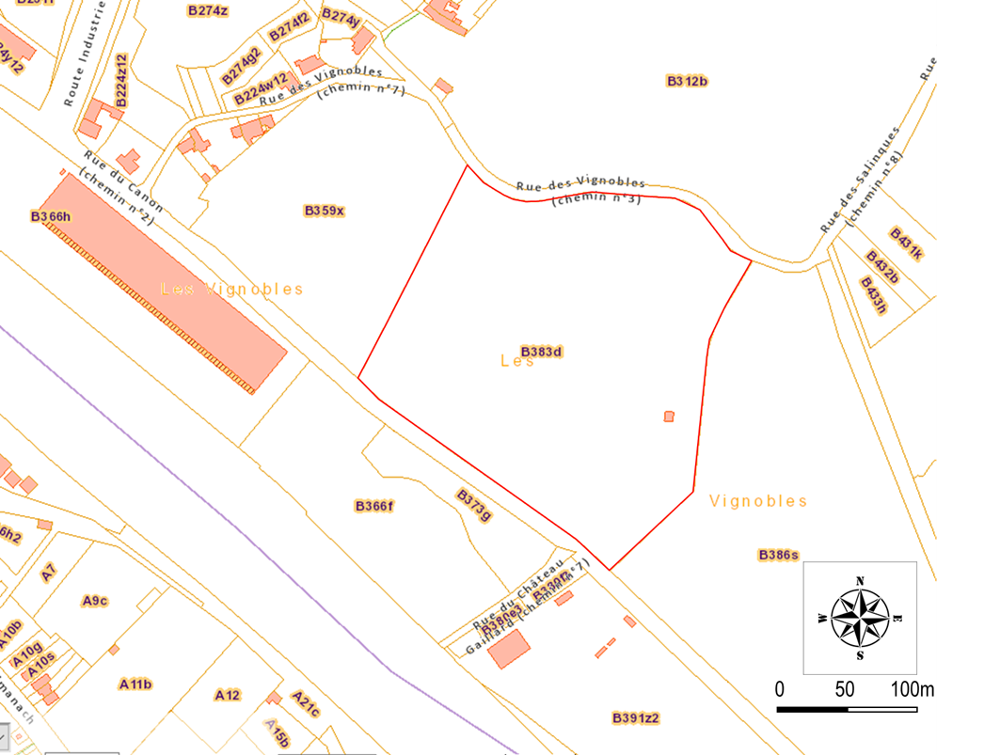 B274z
B274f2
B274y
B274g2
B224w12
B224z12
Route Industrie
Rue des Vignobles
(chemin n°7)
B312b
Rue
Rue du Canon
(chemin n°2)
Rue des Vignobles
(chemin n°3)
Rue des Salinques
(chemin n°8)
B366h
B359x
B431k
B432b
B433h
Les Vignobles
B383d
Les
B366f
B373g
Vignobles
B386s
A7
A9c
Rue du Château
Gaillard (chemin n°7)
B380e3
A10b
A10g
A10s
A11b
A12
A21c
A15b
B391z2
N
W
E
S
0 50 100m